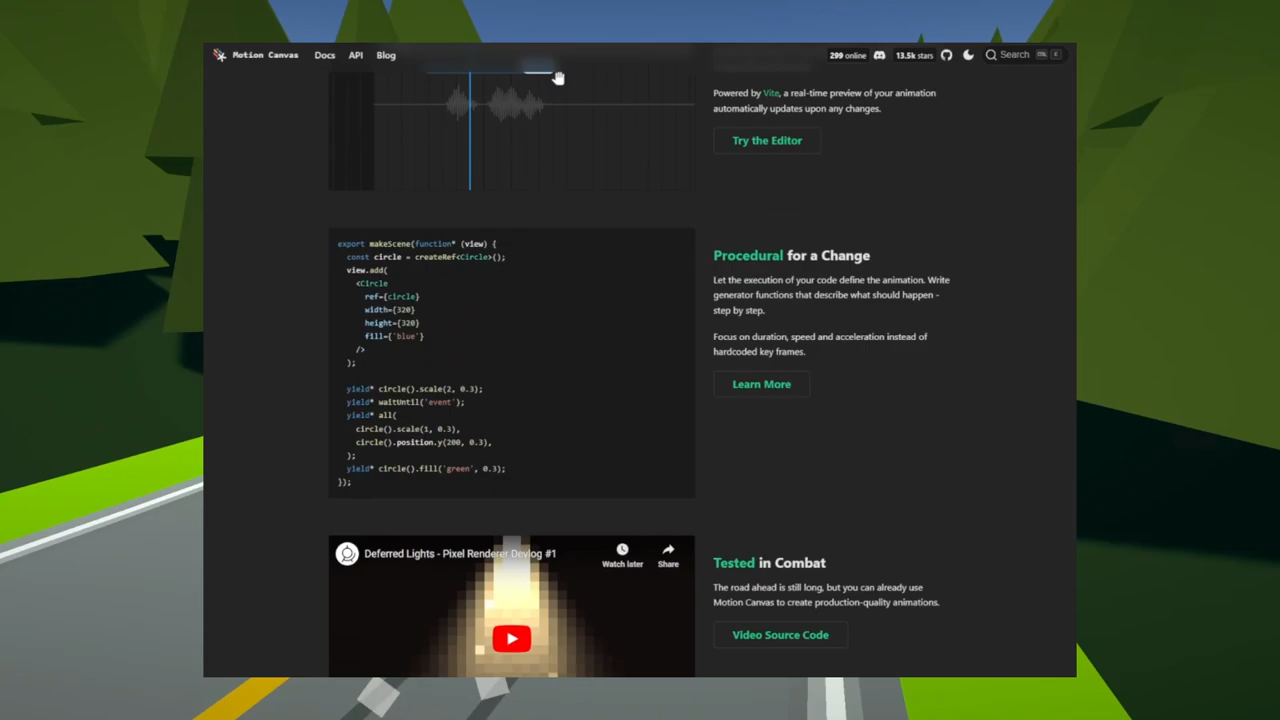 Motion Canvas Docs API Blog 299 online 13.5k stars Search
Powered by Vite, a real-time preview of your animation
automatically updates upon any changes.
Try the Editor
export makeScene(function* (view) {
const circle = createRef<Circle>();
view.add(
<Circle
ref={circle}
width={320}
height={320}
fill={'blue'}
/>
);
yield* circle().scale(2, 0.3);
yield* waitUntil('event');
yield* all(
circle().scale(1, 0.3),
circle().position.y(200, 0.3),
);
yield* circle().fill('green', 0.3);
});
Procedural for a Change
Let the execution of your code define the animation. Write
generator functions that describe what should happen -
step by step.
Focus on duration, speed and acceleration instead of
hardcoded key frames.
Learn More
Deferred Lights - Pixel Renderer Devlog #1
Watch later Share
Tested in Combat
The road ahead is still long, but you can already use
Motion Canvas to create production-quality animations.
Video Source Code